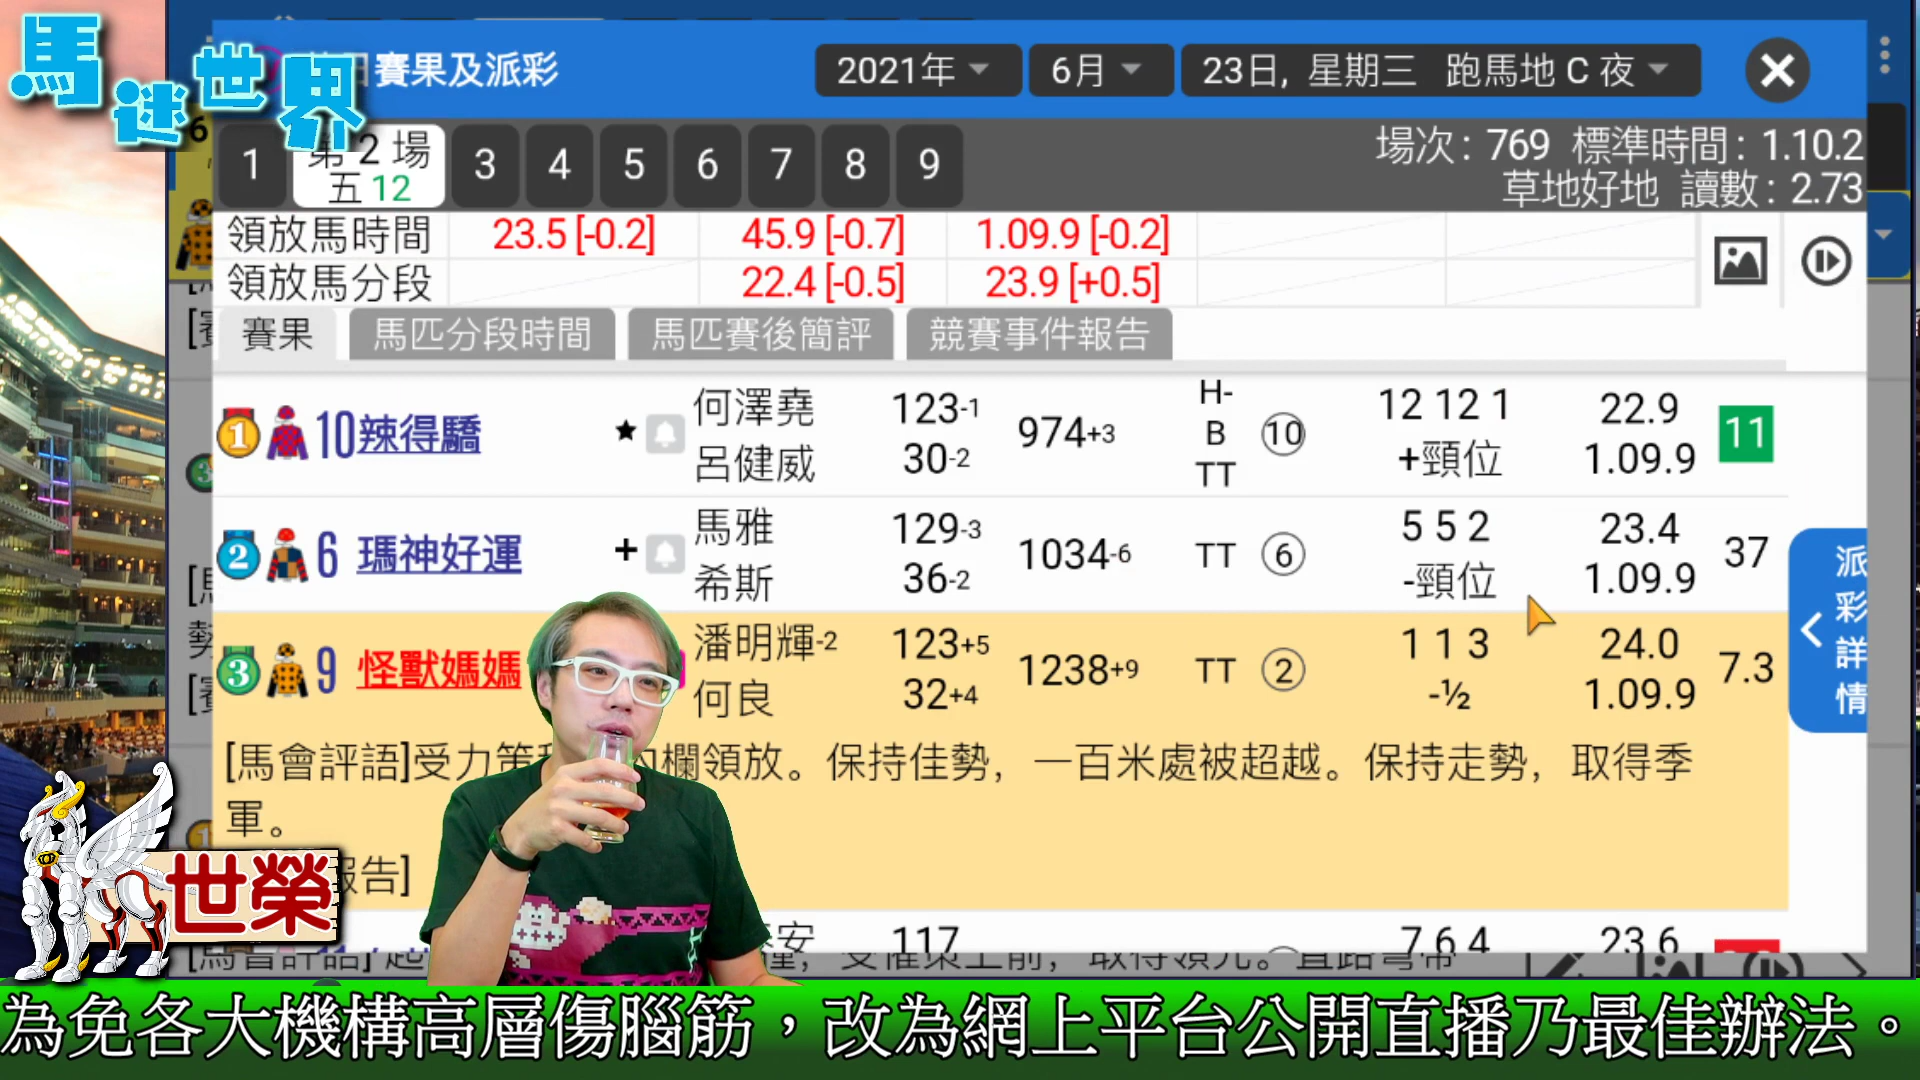 馬迷世界
賽果及派彩
2021年
6月
23日, 星期三 跑馬地 C 夜
1
第 2 場
五 12
3
4
5
6
7
8
9
場次 : 769 標準時間 : 1.10.2
草地好地 讀數 : 2.73
領放馬時間 23.5 [-0.2] 45.9 [-0.7] 1.09.9 [-0.2]
領放馬分段 22.4 [-0.5] 23.9 [+0.5]
賽果
馬匹分段時間
馬匹賽後簡評
競賽事件報告
1 10 辣得驕 ★ 何澤堯 123-1 974+3 H- 12 12 1 22.9 11
呂健威 30-2 B TT 10 +頸位 1.09.9
2 6 瑪神好運 + 馬雅 129-3 1034-6 TT 6 5 5 2 23.4 37
希斯 36-2 -頸位 1.09.9
3 9 怪獸媽媽 潘明輝-2 123+5 1238+9 TT 2 1 1 3 24.0 7.3
何良 32+4 -½ 1.09.9
派彩詳情
[馬會評語]受力策 欄領放。保持佳勢，一百米處被超越。保持走勢，取得季
軍。
報告]
安 117 7 6 4 23.6
世榮
為免各大機構高層傷腦筋，改為網上平台公開直播乃最佳辦法。